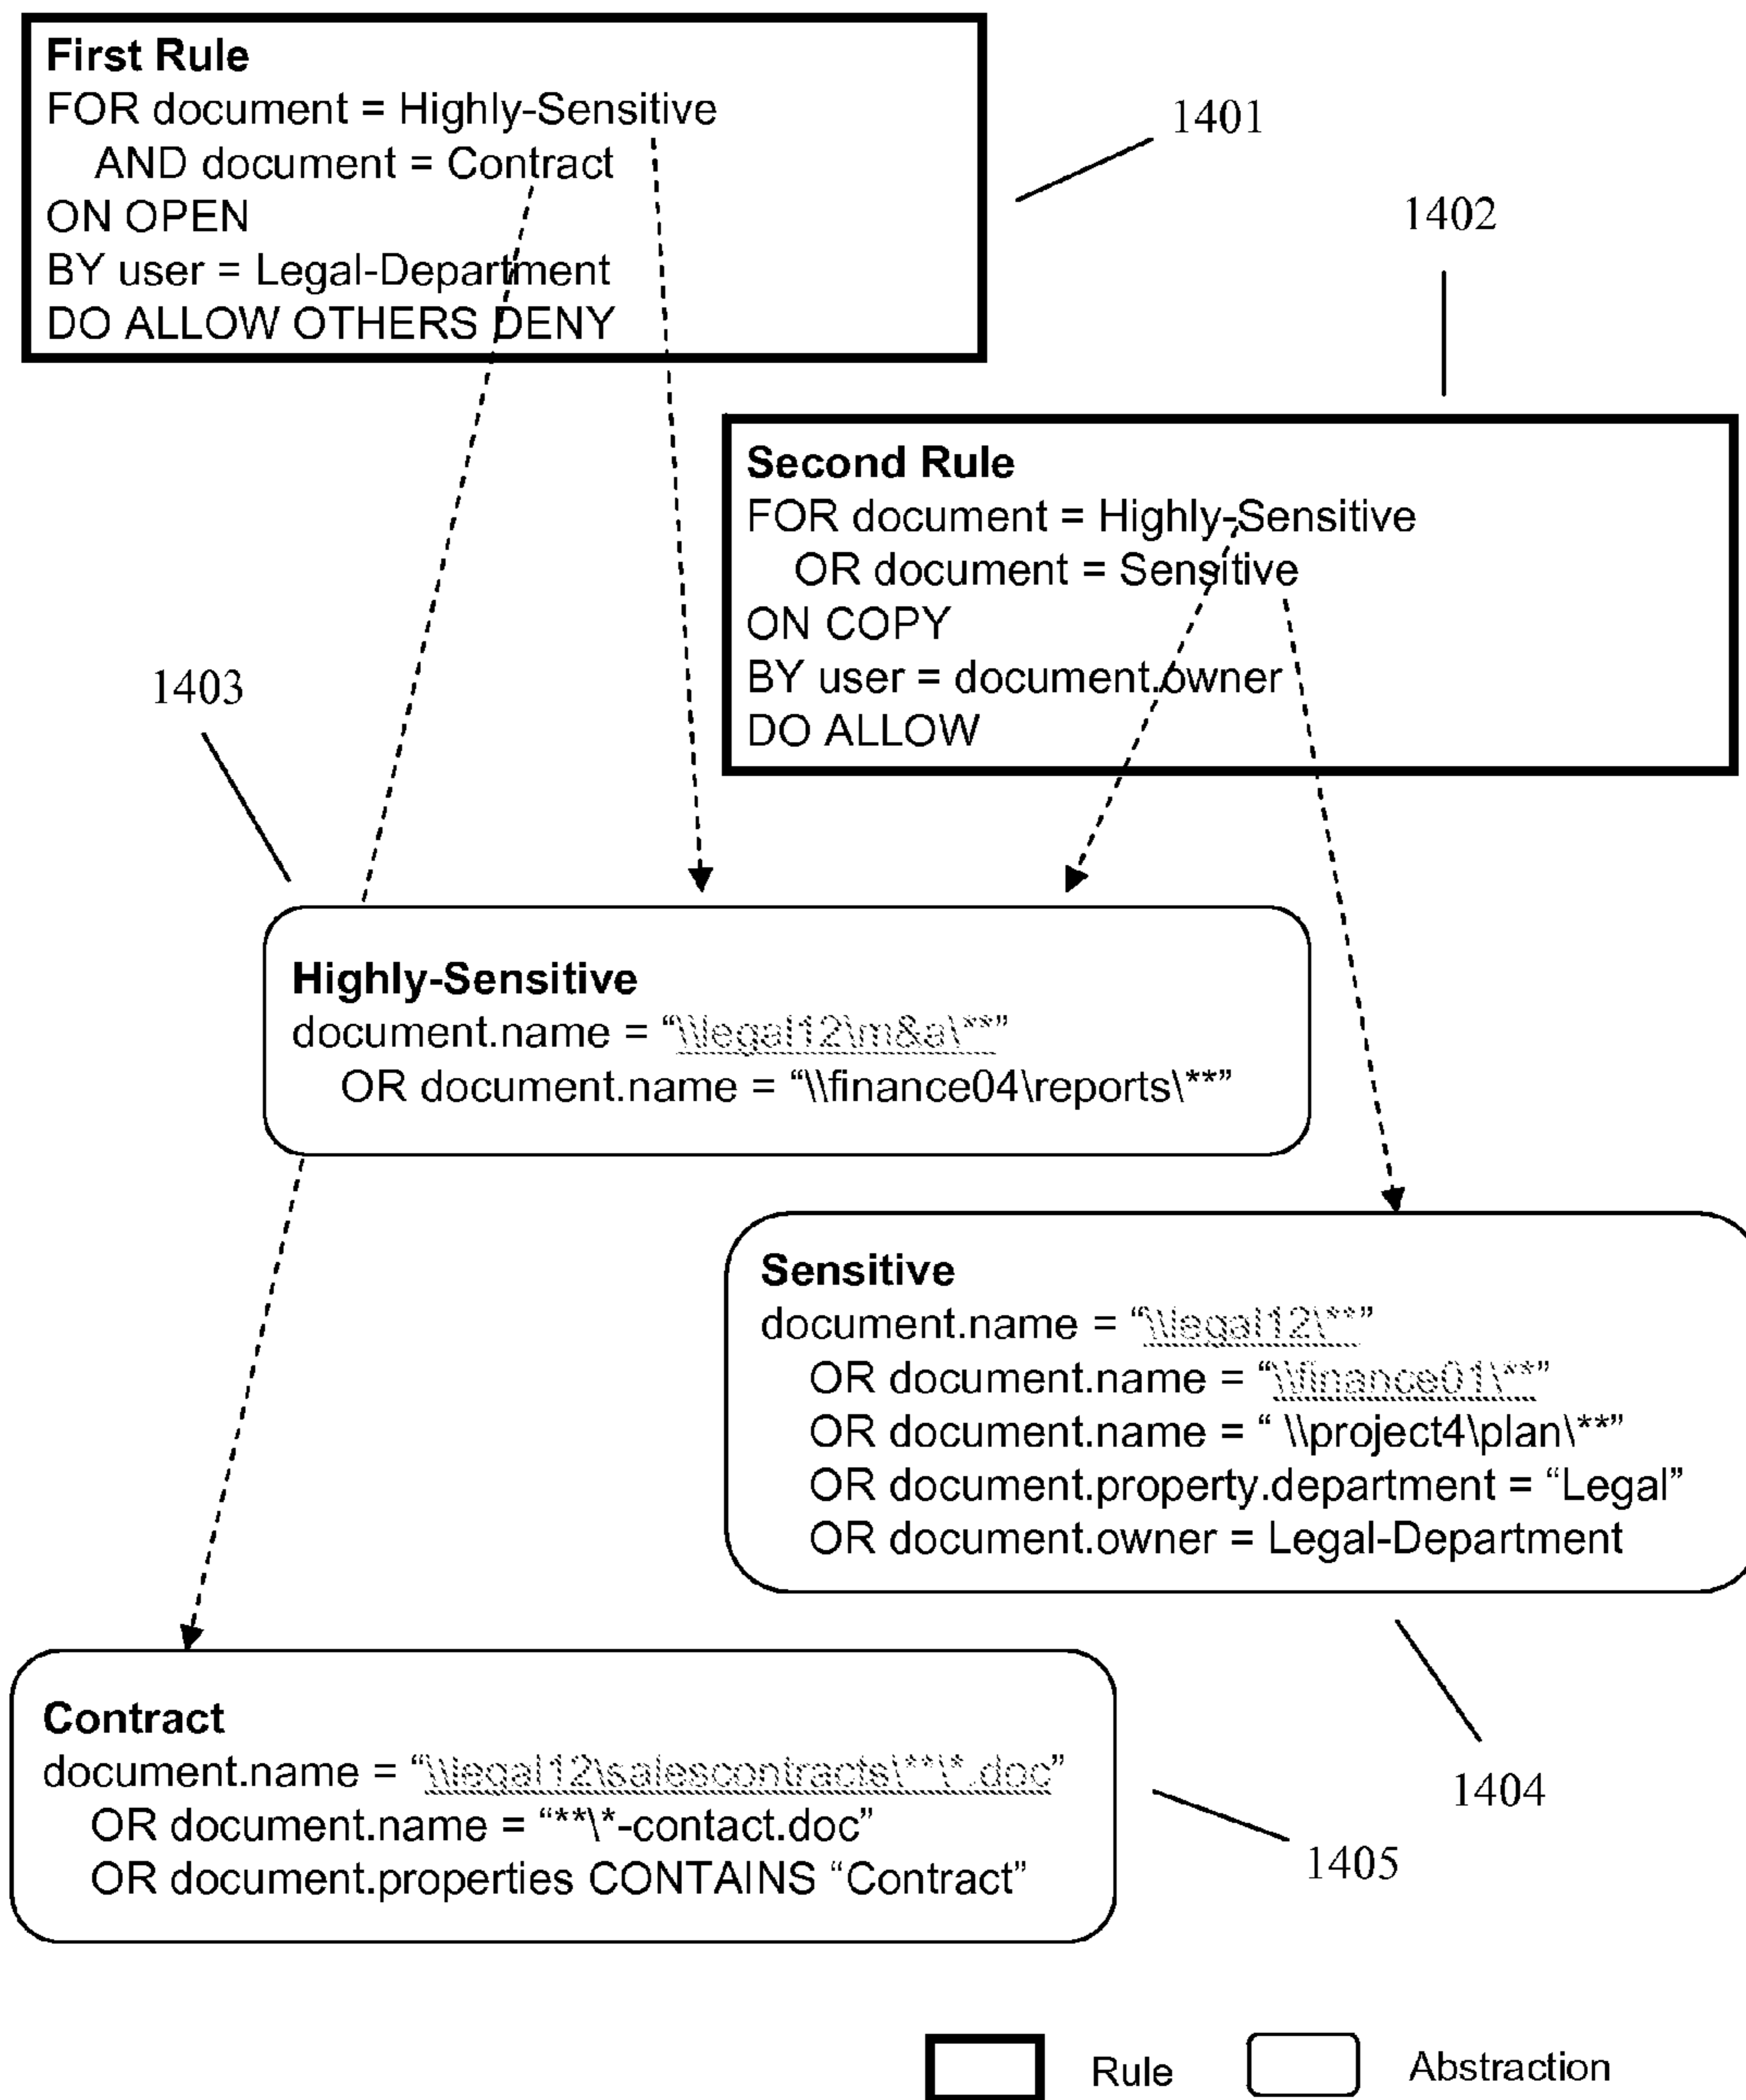 First Rule
FOR document = Highly-Sensitive
AND document = Contract
ON OPEN
BY user = Legal-Department
DO ALLOW OTHERS DENY
1401
1402
Second Rule
FOR document = Highly-Sensitive
OR document = Sensitive
ON COPY
BY user = document.owner
DO ALLOW
1403
Highly-Sensitive
document.name = “\\legal12\m&a\**”
OR document.name = “\\finance04\reports\**”
Sensitive
document.name = “\\legal12\**”
OR document.name = “\\finance01\**”
OR document.name = “ \\project4\plan\**”
OR document.property.department = “Legal”
OR document.owner = Legal-Department
1404
Contract
document.name = “\\legal12\salescontracts\**\*.doc”
OR document.name = “**\*-contact.doc”
OR document.properties CONTAINS “Contract”
1405
Rule
Abstraction